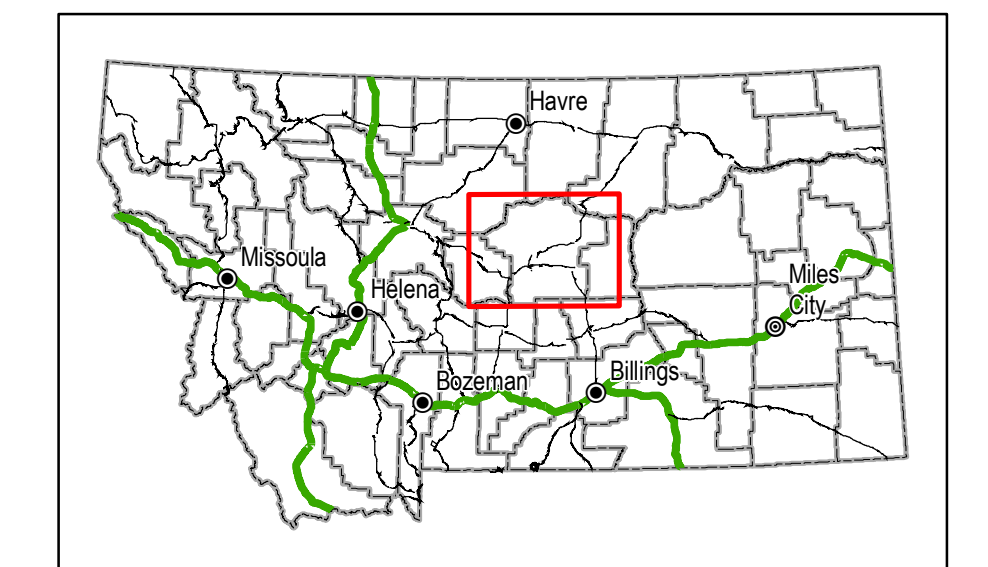 Havre
Missoula
Helena
Miles
City
Bozeman
Billings